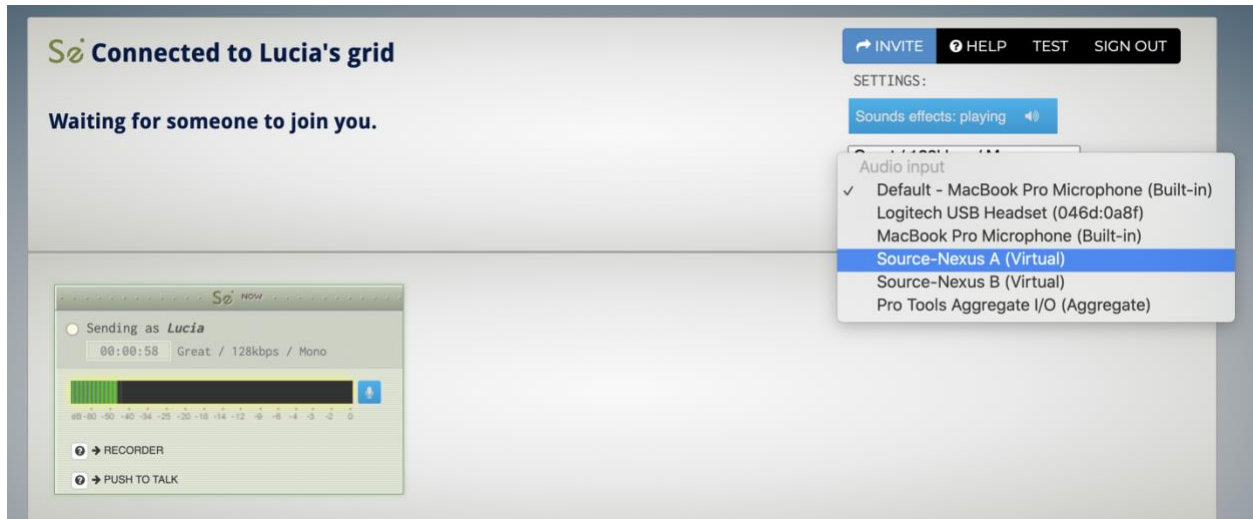 Se Connected to Lucia's grid
INVITE HELP TEST SIGN OUT
SETTINGS:
Waiting for someone to join you.
Sounds effects: playing
Audio input
✓ Default - MacBook Pro Microphone (Built-in)
Logitech USB Headset (046d:0a8f)
MacBook Pro Microphone (Built-in)
Source-Nexus A (Virtual)
Source-Nexus B (Virtual)
Pro Tools Aggregate I/O (Aggregate)
Se NOW
Sending as Lucia
00:00:58 Great / 128kbps / Mono
dB -80 -50 -40 -34 -25 -20 -16 -14 -12 -9 -6 -4 -3 -2 0
? → RECORDER
? → PUSH TO TALK